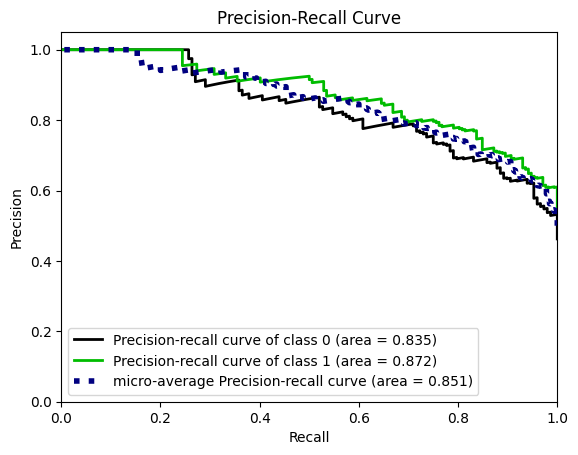 Precision-Recall Curve
1.0
0.8
0.6
0.4
0.2
0.0
Precision
Precision-recall curve of class 0 (area = 0.835)
Precision-recall curve of class 1 (area = 0.872)
micro-average Precision-recall curve (area = 0.851)
0.0 0.2 0.4 0.6 0.8 1.0
Recall